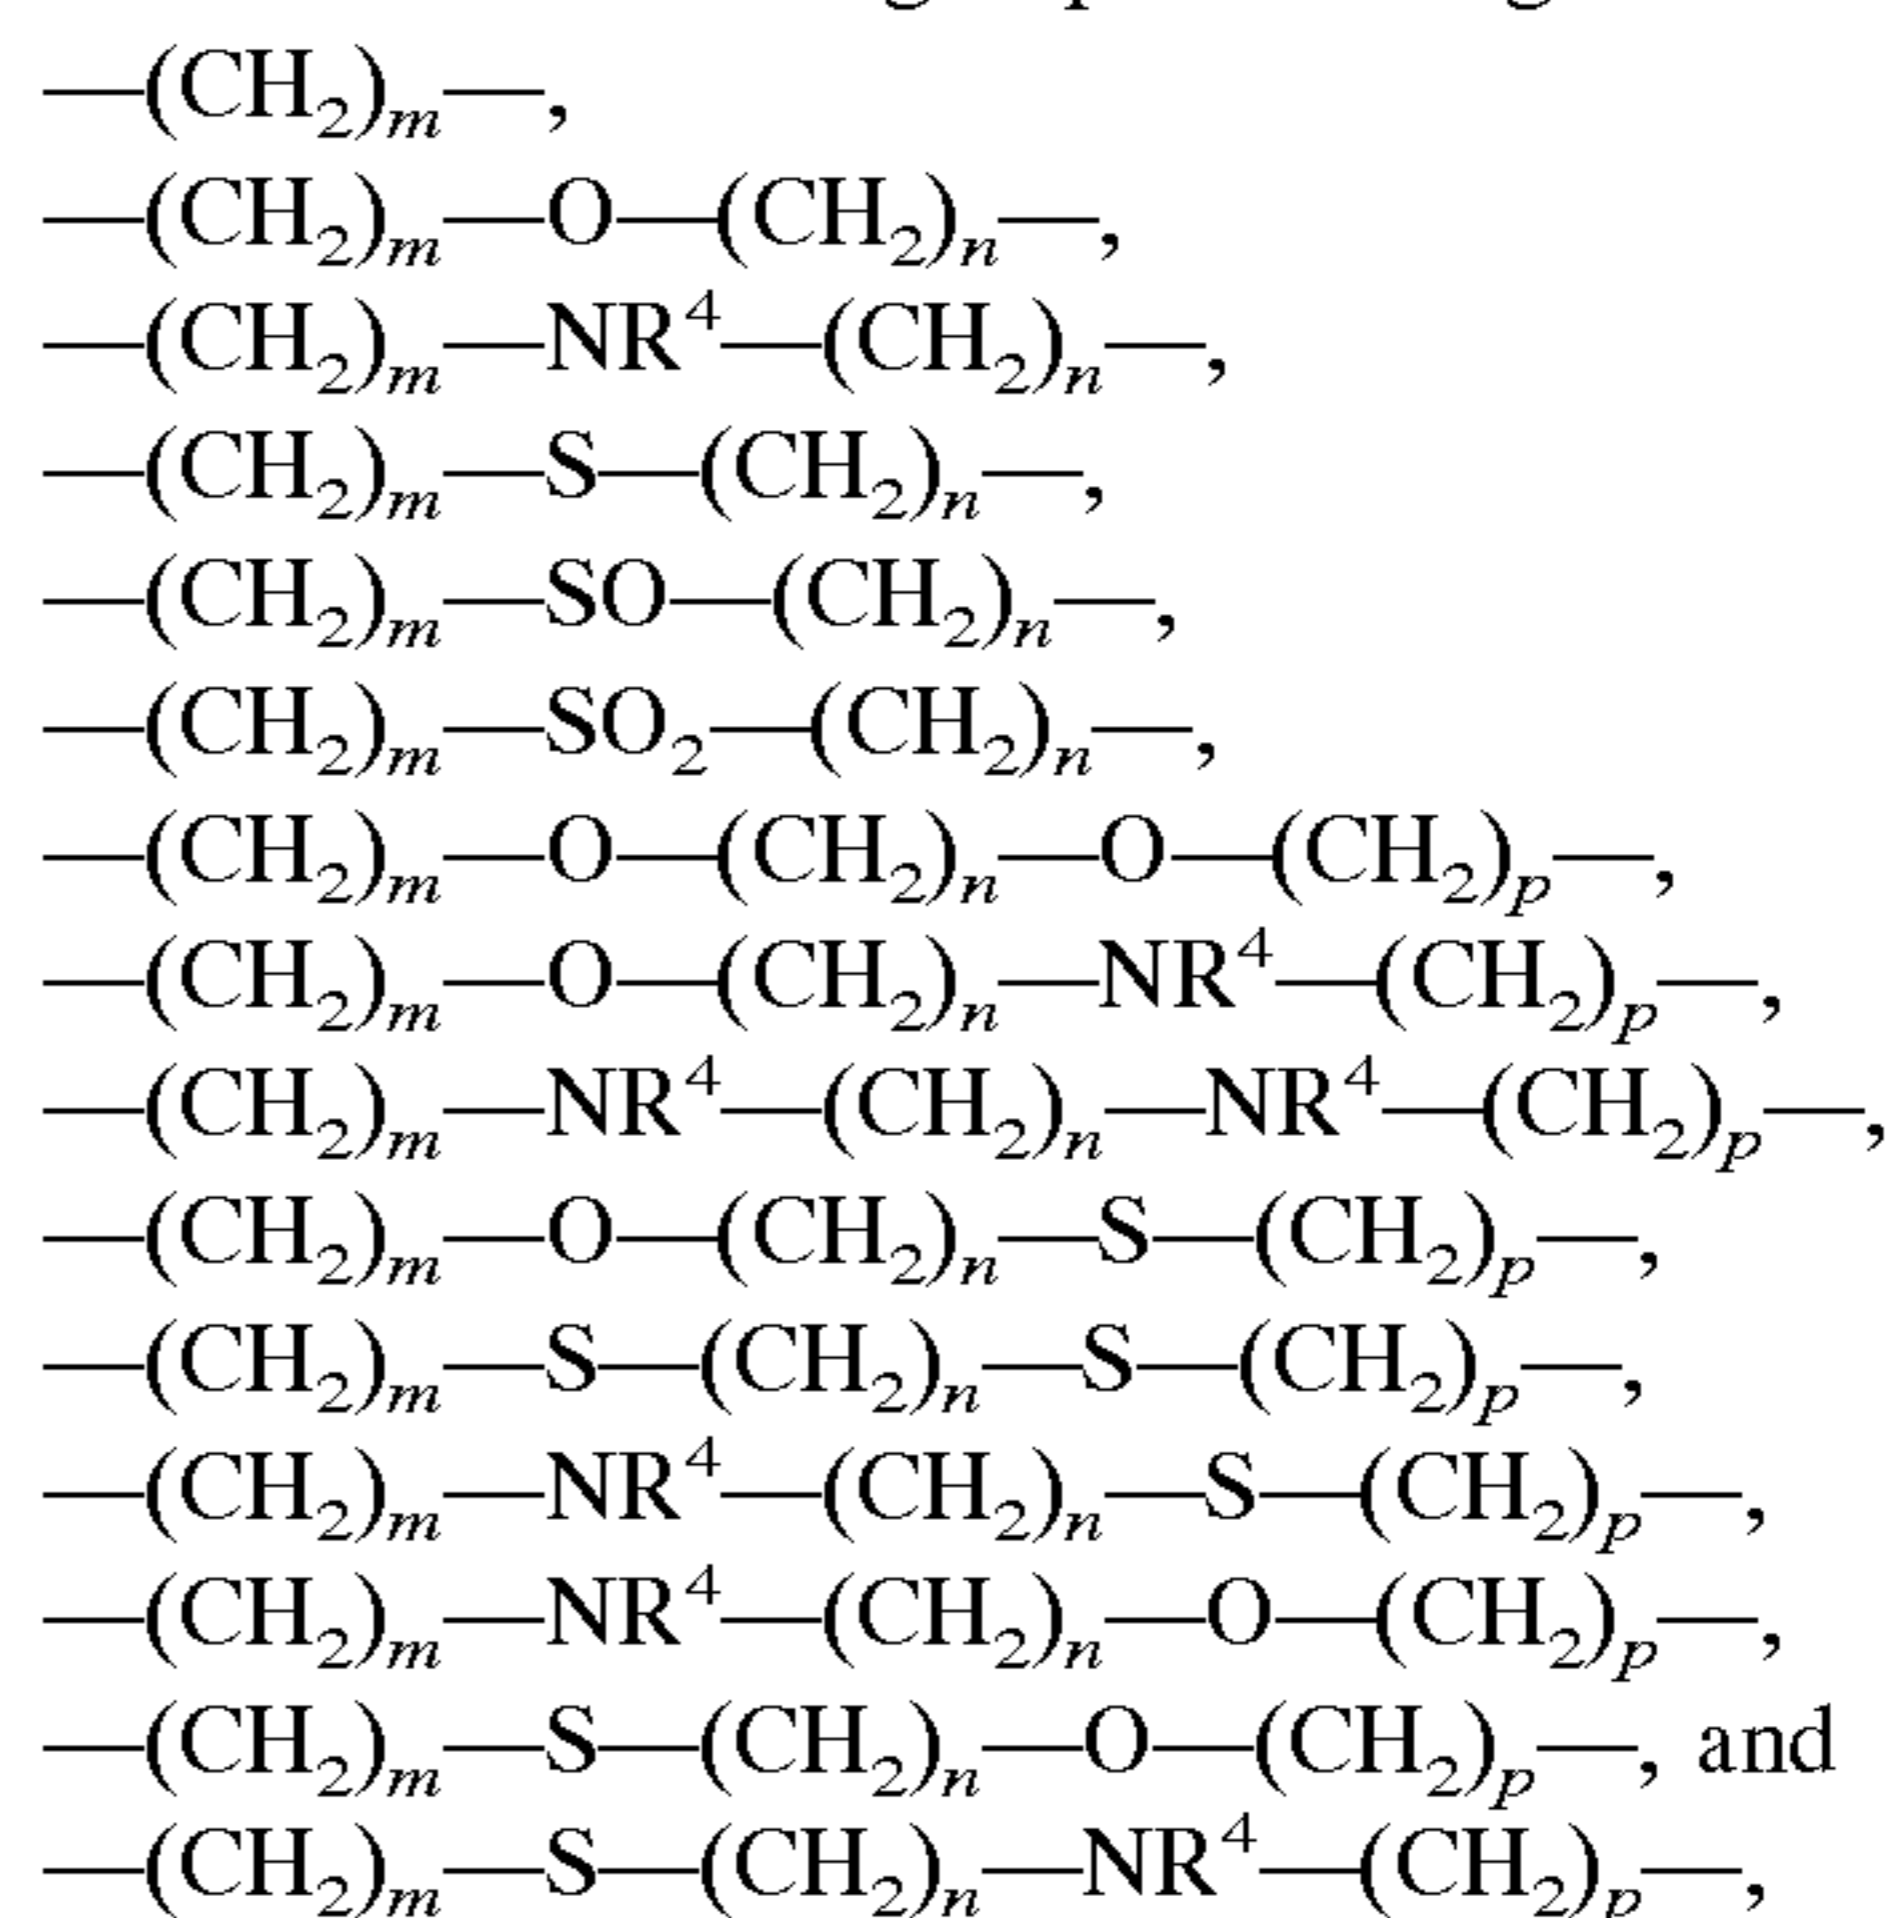 —(CH₂)ₘ—,
—(CH₂)ₘ—O—(CH₂)ₙ—,
—(CH₂)ₘ—NR⁴—(CH₂)ₙ—,
—(CH₂)ₘ—S—(CH₂)ₙ—,
—(CH₂)ₘ—SO—(CH₂)ₙ—,
—(CH₂)ₘ—SO₂—(CH₂)ₙ—,
—(CH₂)ₘ—O—(CH₂)ₙ—O—(CH₂)ₚ—,
—(CH₂)ₘ—O—(CH₂)ₙ—NR⁴—(CH₂)ₚ—,
—(CH₂)ₘ—NR⁴—(CH₂)ₙ—NR⁴—(CH₂)ₚ—,
—(CH₂)ₘ—O—(CH₂)ₙ—S—(CH₂)ₚ—,
—(CH₂)ₘ—S—(CH₂)ₙ—S—(CH₂)ₚ—,
—(CH₂)ₘ—NR⁴—(CH₂)ₙ—S—(CH₂)ₚ—,
—(CH₂)ₘ—NR⁴—(CH₂)ₙ—O—(CH₂)ₚ—,
—(CH₂)ₘ—S—(CH₂)ₙ—O—(CH₂)ₚ—, and
—(CH₂)ₘ—S—(CH₂)ₙ—NR⁴—(CH₂)ₚ—,